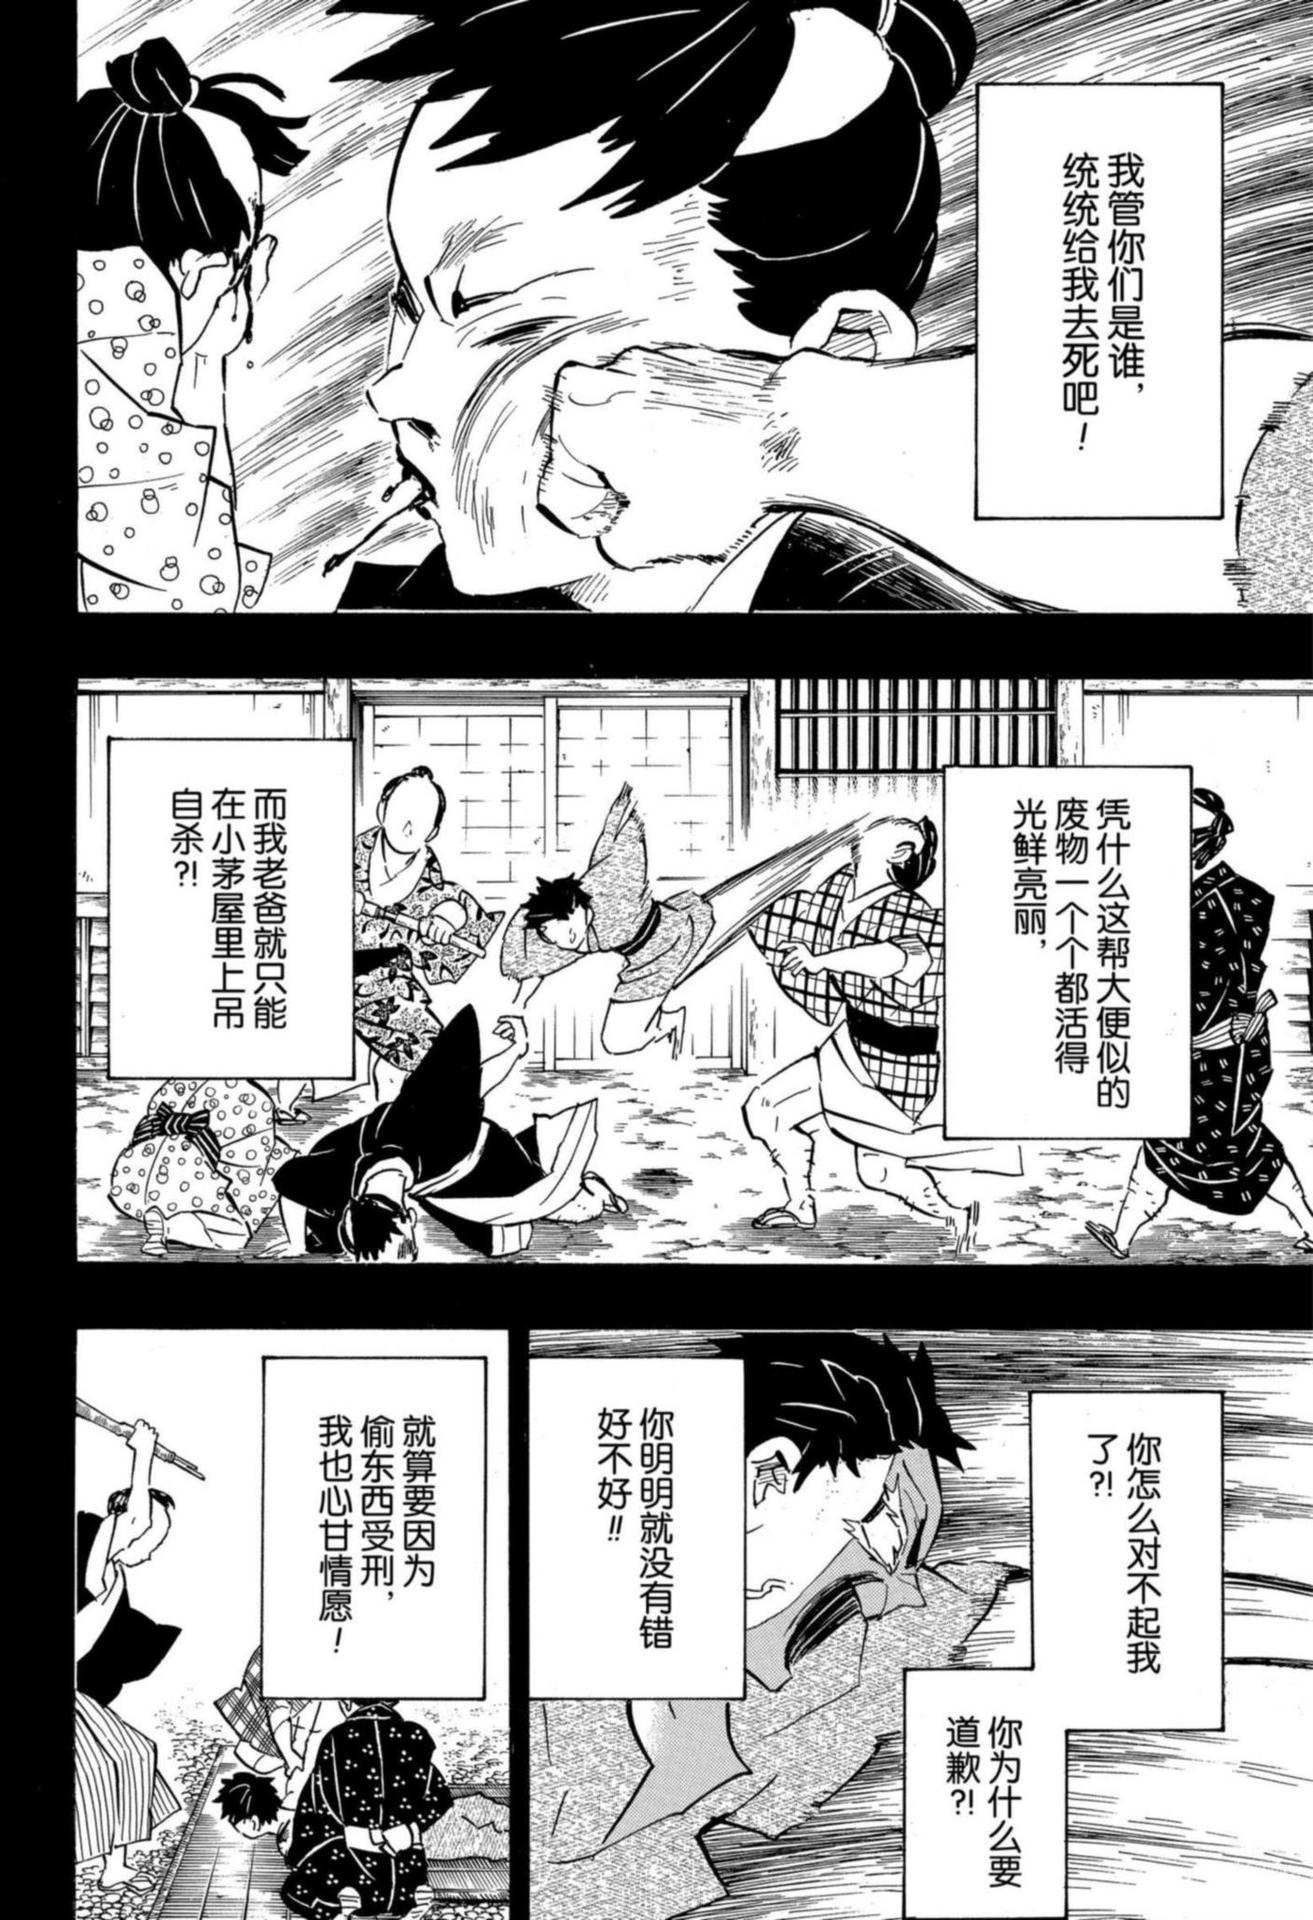 我管你们是谁，
统统给我去死吧！
凭什么这帮大便似的
废物一个个都活得
光鲜亮丽，
而我老爸就只能
在小茅屋里上吊
自杀?!
你怎么对不起我
了?!
你为什么要
道歉?!
你明明就没有错
好不好!!
就算要因为
偷东西受刑，
我也心甘情愿！